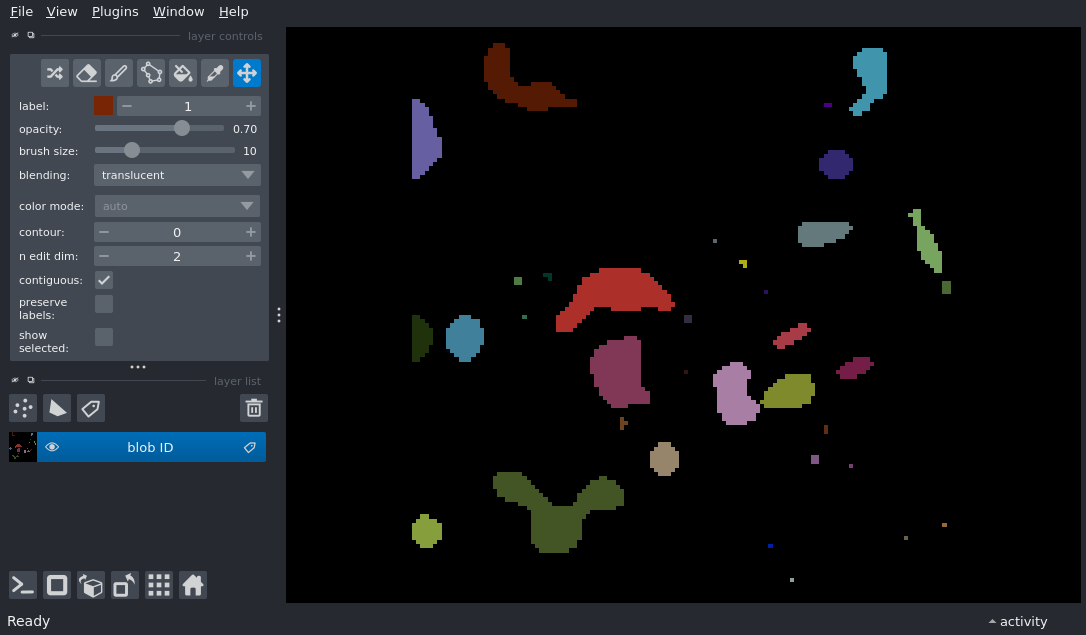 File View Plugins Window Help
layer controls
label: 1
opacity: 0.70
brush size: 10
blending: translucent
color mode: auto
contour: 0
n edit dim: 2
contiguous:
preserve
labels:
show
selected:
layer list
blob ID
Ready
activity